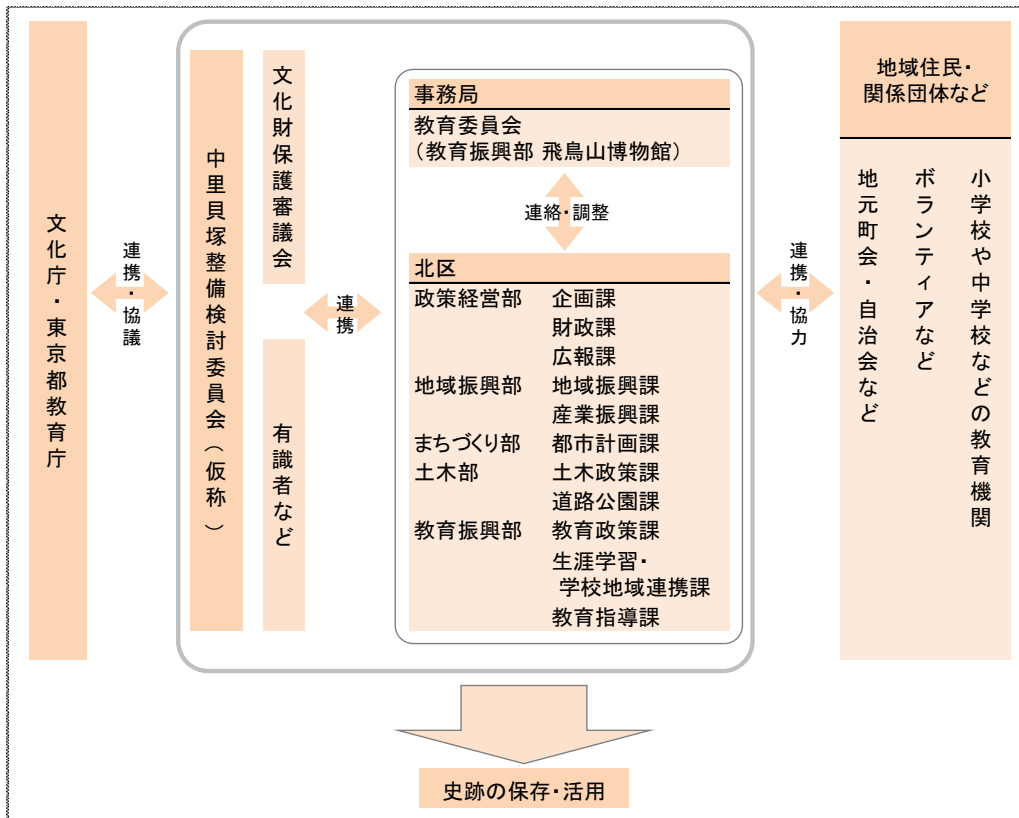 文化庁・東京都教育庁
連携・協議
中里貝塚整備検討委員会(仮称)
文化財保護審議会
有識者など
連携
事務局
教育委員会
(教育振興部 飛鳥山博物館)
連絡・調整
北区
政策経営部 企画課
財政課
広報課
地域振興部 地域振興課
産業振興課
まちづくり部 都市計画課
土木部 土木政策課
道路公園課
教育振興部 教育政策課
生涯学習・
学校地域連携課
教育指導課
連携・協力
地域住民・
関係団体など
小学校や中学校などの教育機関
ボランティアなど
地元町会・自治会など
史跡の保存・活用